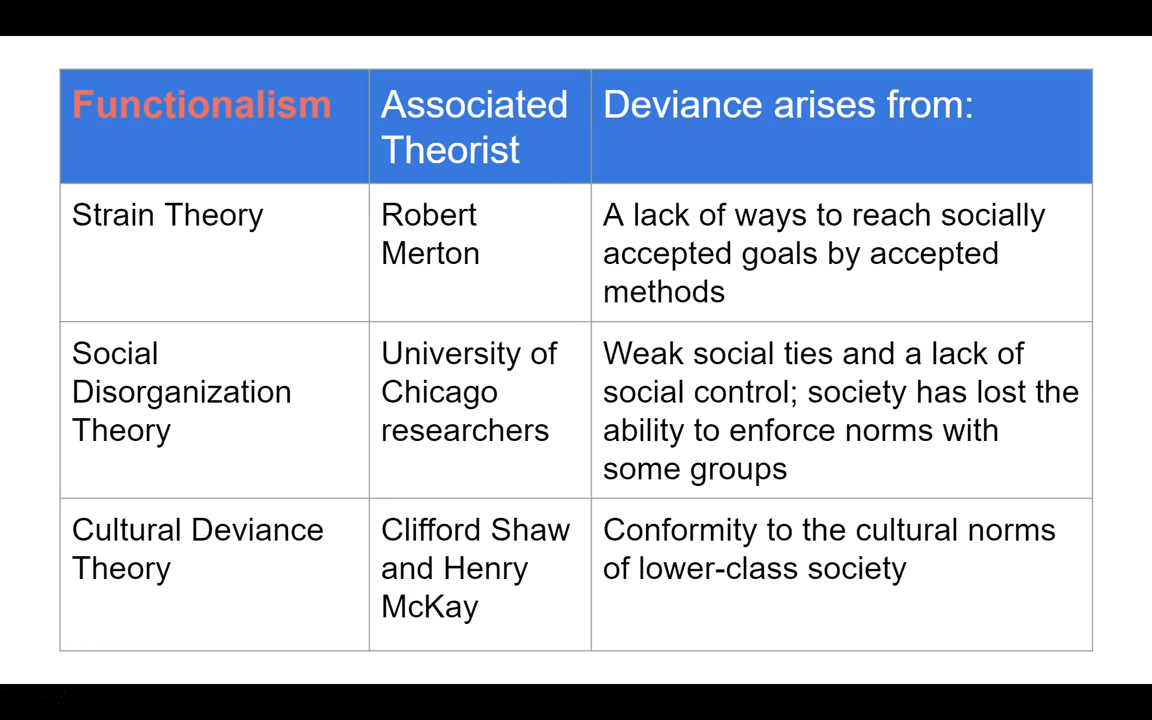 Functionalism
Associated
Theorist
Deviance arises from:
Strain Theory
Robert
Merton
A lack of ways to reach socially
accepted goals by accepted
methods
Social
Disorganization
Theory
University of
Chicago
researchers
Weak social ties and a lack of
social control; society has lost the
ability to enforce norms with
some groups
Cultural Deviance
Theory
Clifford Shaw
and Henry
McKay
Conformity to the cultural norms
of lower-class society